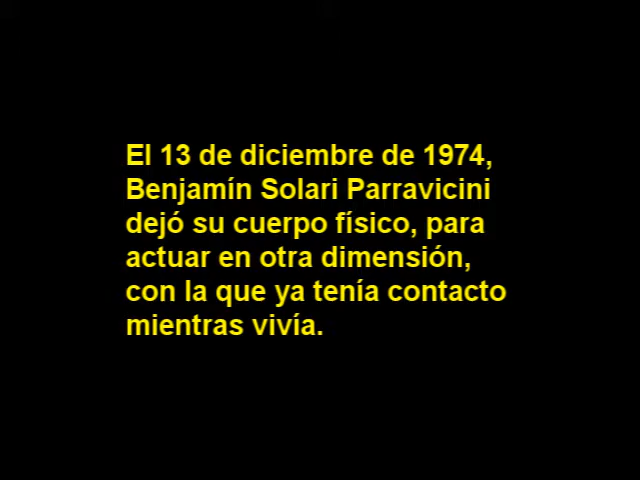 El 13 de diciembre de 1974,
Benjamín Solari Parravicini
dejó su cuerpo físico, para
actuar en otra dimensión,
con la que ya tenía contacto
mientras vivía.